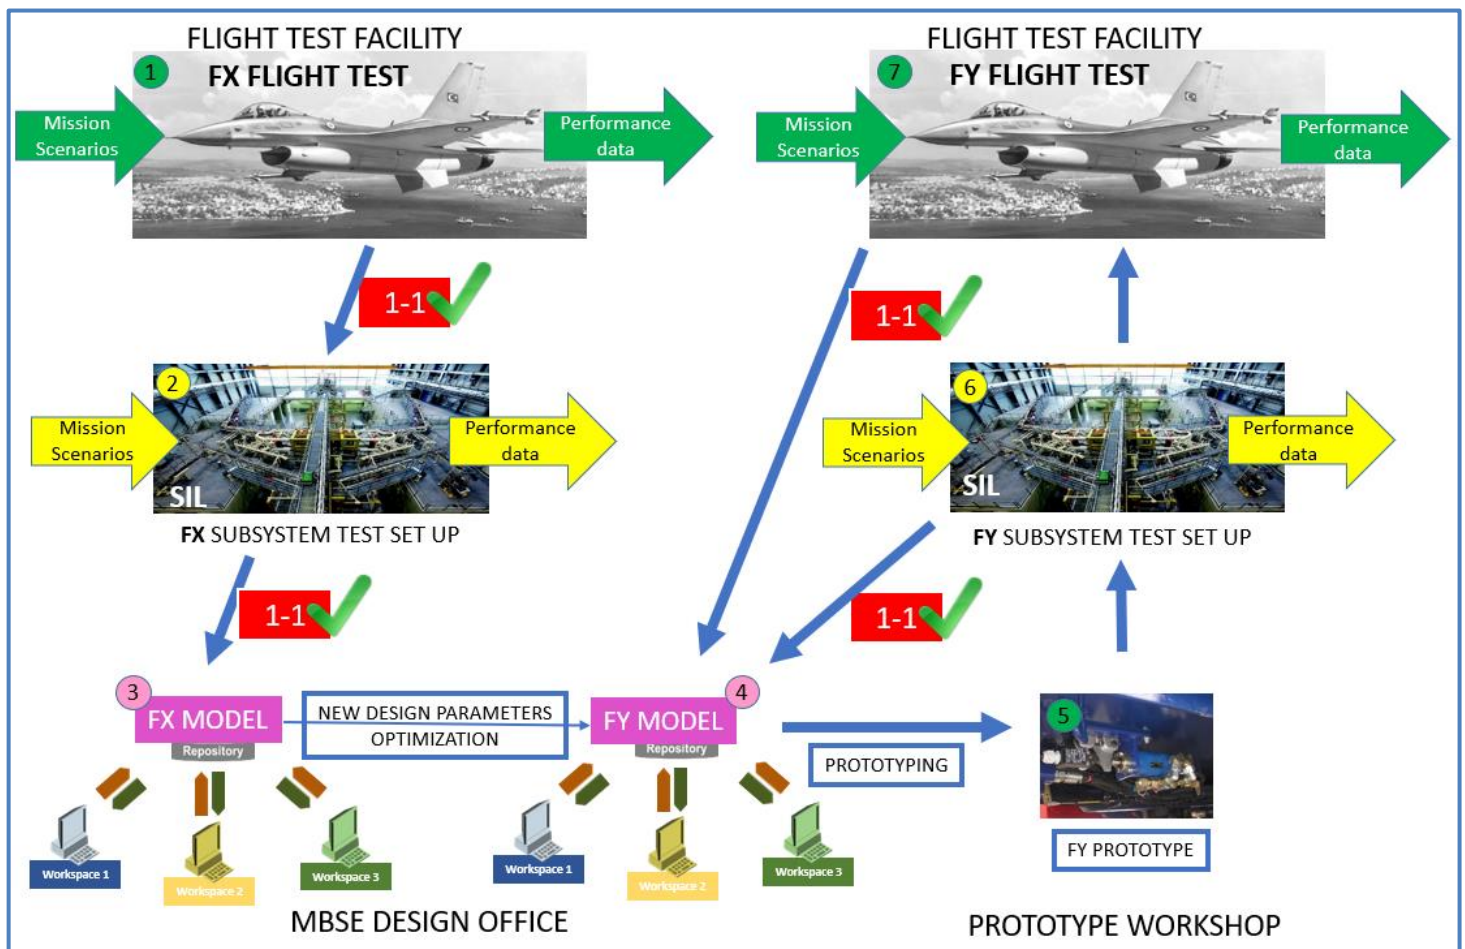 FLIGHT TEST FACILITY
FX FLIGHT TEST
1
Mission
Scenarios
Performance
data
FLIGHT TEST FACILITY
FY FLIGHT TEST
7
Mission
Scenarios
Performance
data
1-1
1-1
2
Mission
Scenarios
Performance
data
SIL
FX SUBSYSTEM TEST SET UP
6
Mission
Scenarios
Performance
data
SIL
FY SUBSYSTEM TEST SET UP
1-1
1-1
3
FX MODEL
Repository
NEW DESIGN PARAMETERS
OPTIMIZATION
4
FY MODEL
Repository
PROTOTYPING
5
FY PROTOTYPE
Workspace 1
Workspace 2
Workspace 3
Workspace 1
Workspace 2
Workspace 3
MBSE DESIGN OFFICE
PROTOTYPE WORKSHOP